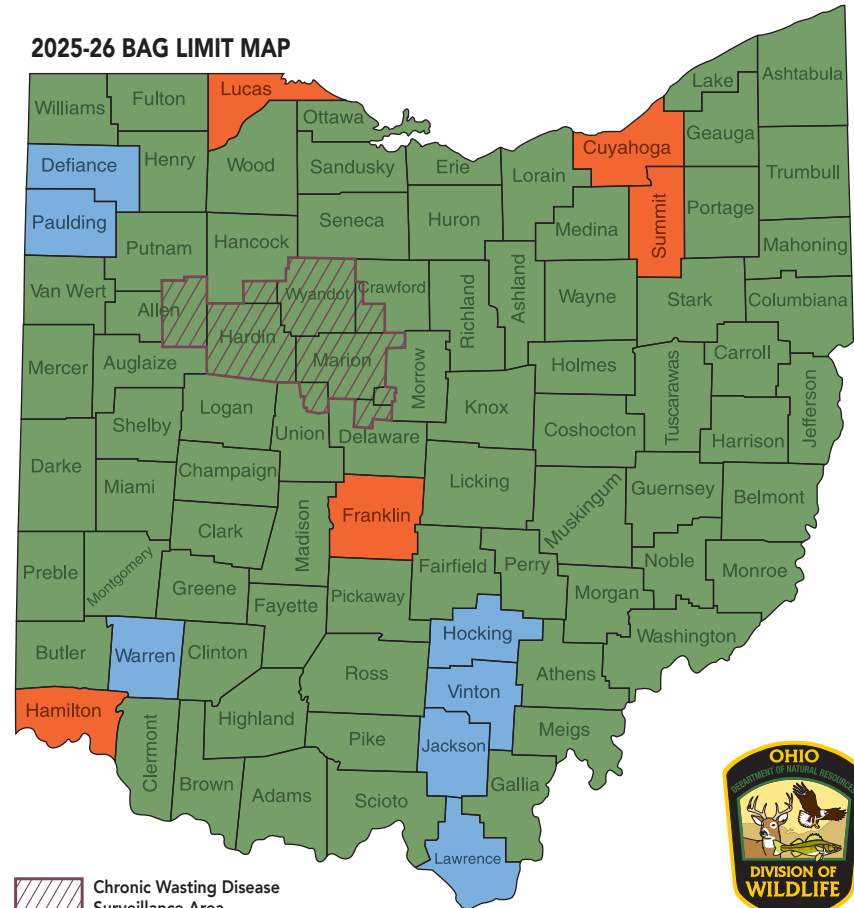 2025-26 BAG LIMIT MAP
Williams
Fulton
Lucas
Ottawa
Lake
Ashtabula
Defiance
Henry
Wood
Sandusky
Erie
Lorain
Cuyahoga
Geauga
Trumbull
Paulding
Putnam
Hancock
Seneca
Huron
Medina
Summit
Portage
Mahoning
Van Wert
Allen
Wyandot
Crawford
Richland
Ashland
Wayne
Stark
Columbiana
Mercer
Auglaize
Hardin
Marion
Morrow
Holmes
Tuscarawas
Carroll
Jefferson
Logan
Shelby
Union
Delaware
Knox
Coshocton
Harrison
Darke
Miami
Champaign
Licking
Muskingum
Guernsey
Belmont
Clark
Madison
Franklin
Preble
Montgomery
Greene
Fayette
Pickaway
Fairfield
Perry
Morgan
Noble
Monroe
Butler
Warren
Clinton
Ross
Hocking
Athens
Washington
Hamilton
Clermont
Highland
Vinton
Meigs
Brown
Adams
Pike
Scioto
Jackson
Gallia
Lawrence
Chronic Wasting Disease
Surveillance Area
OHIO
DEPARTMENT OF NATURAL RESOURCES
DIVISION OF
WILDLIFE